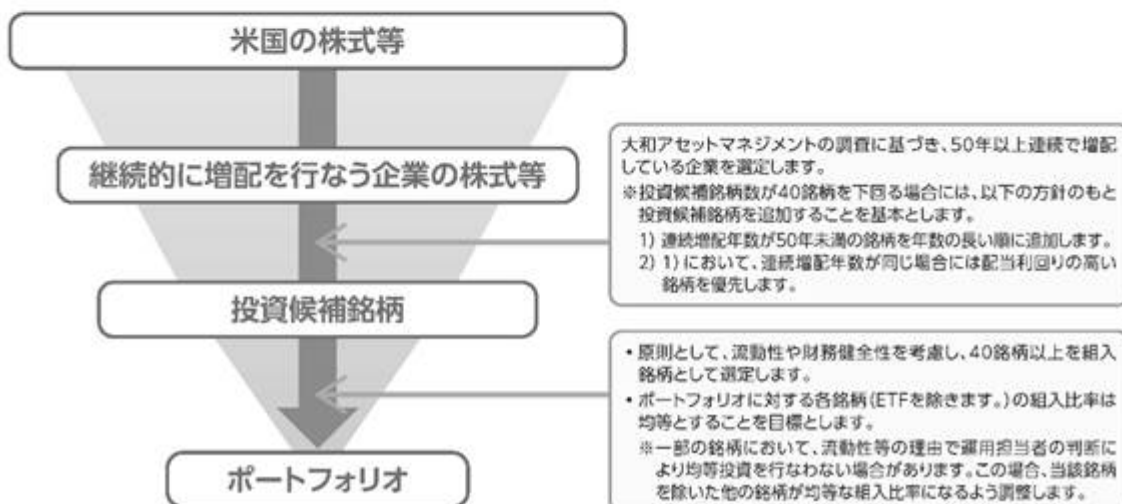 米国の株式等
継続的に増配を行なう企業の株式等
大和アセットマネジメントの調査に基づき、50年以上連続で増配
している企業を選定します。
※投資候補銘柄数が40銘柄を下回る場合には、以下の方針のもと
投資候補銘柄を追加することを基本とします。
1) 連続増配年数が50年未満の銘柄を年数の長い順に追加します。
2) 1)において、連続増配年数が同じ場合には配当利回りの高い
銘柄を優先します。
投資候補銘柄
• 原則として、流動性や財務健全性を考慮し、40銘柄以上を組入
銘柄として選定します。
• ポートフォリオに対する各銘柄(ETFを除きます。)の組入比率は
均等とすることを目標とします。
※一部の銘柄において、流動性等の理由で運用担当者の判断に
より均等投資を行なわない場合があります。この場合、当該銘柄
を除いた他の銘柄が均等な組入比率になるよう調整します。
ポートフォリオ